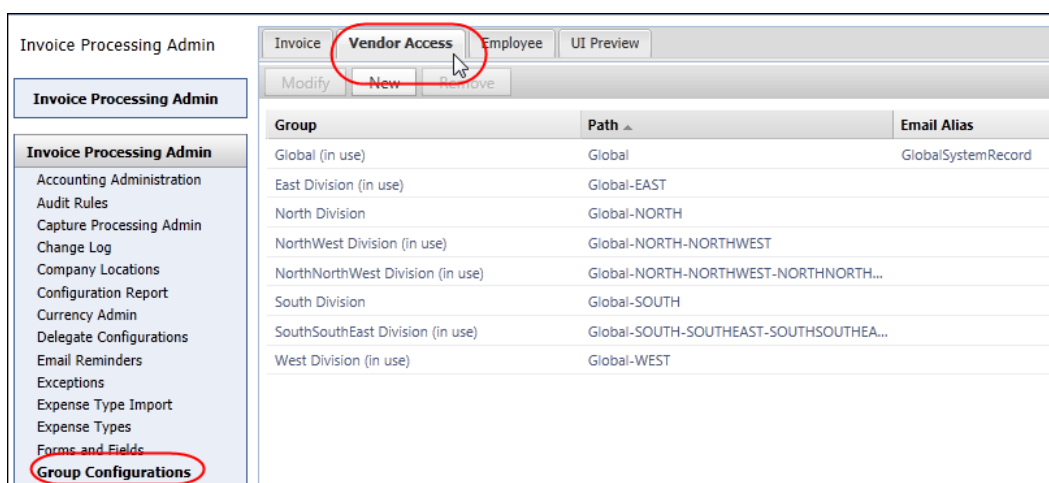 Invoice Processing Admin
Invoice Processing Admin
Invoice Processing Admin
Accounting Administration
Audit Rules
Capture Processing Admin
Change Log
Company Locations
Configuration Report
Currency Admin
Delegate Configurations
Email Reminders
Exceptions
Expense Type Import
Expense Types
Forms and Fields
Group Configurations
Invoice Vendor Access Employee UI Preview
Modify New Remove
Group Path Email Alias
Global (in use) Global GlobalSystemRecord
East Division (in use) Global-EAST
North Division Global-NORTH
NorthWest Division (in use) Global-NORTH-NORTHWEST
NorthNorthWest Division (in use) Global-NORTH-NORTHWEST-NORTHNORTH...
South Division Global-SOUTH
SouthSouthEast Division (in use) Global-SOUTH-SOUTHEAST-SOUTHSOUTHEA...
West Division (in use) Global-WEST